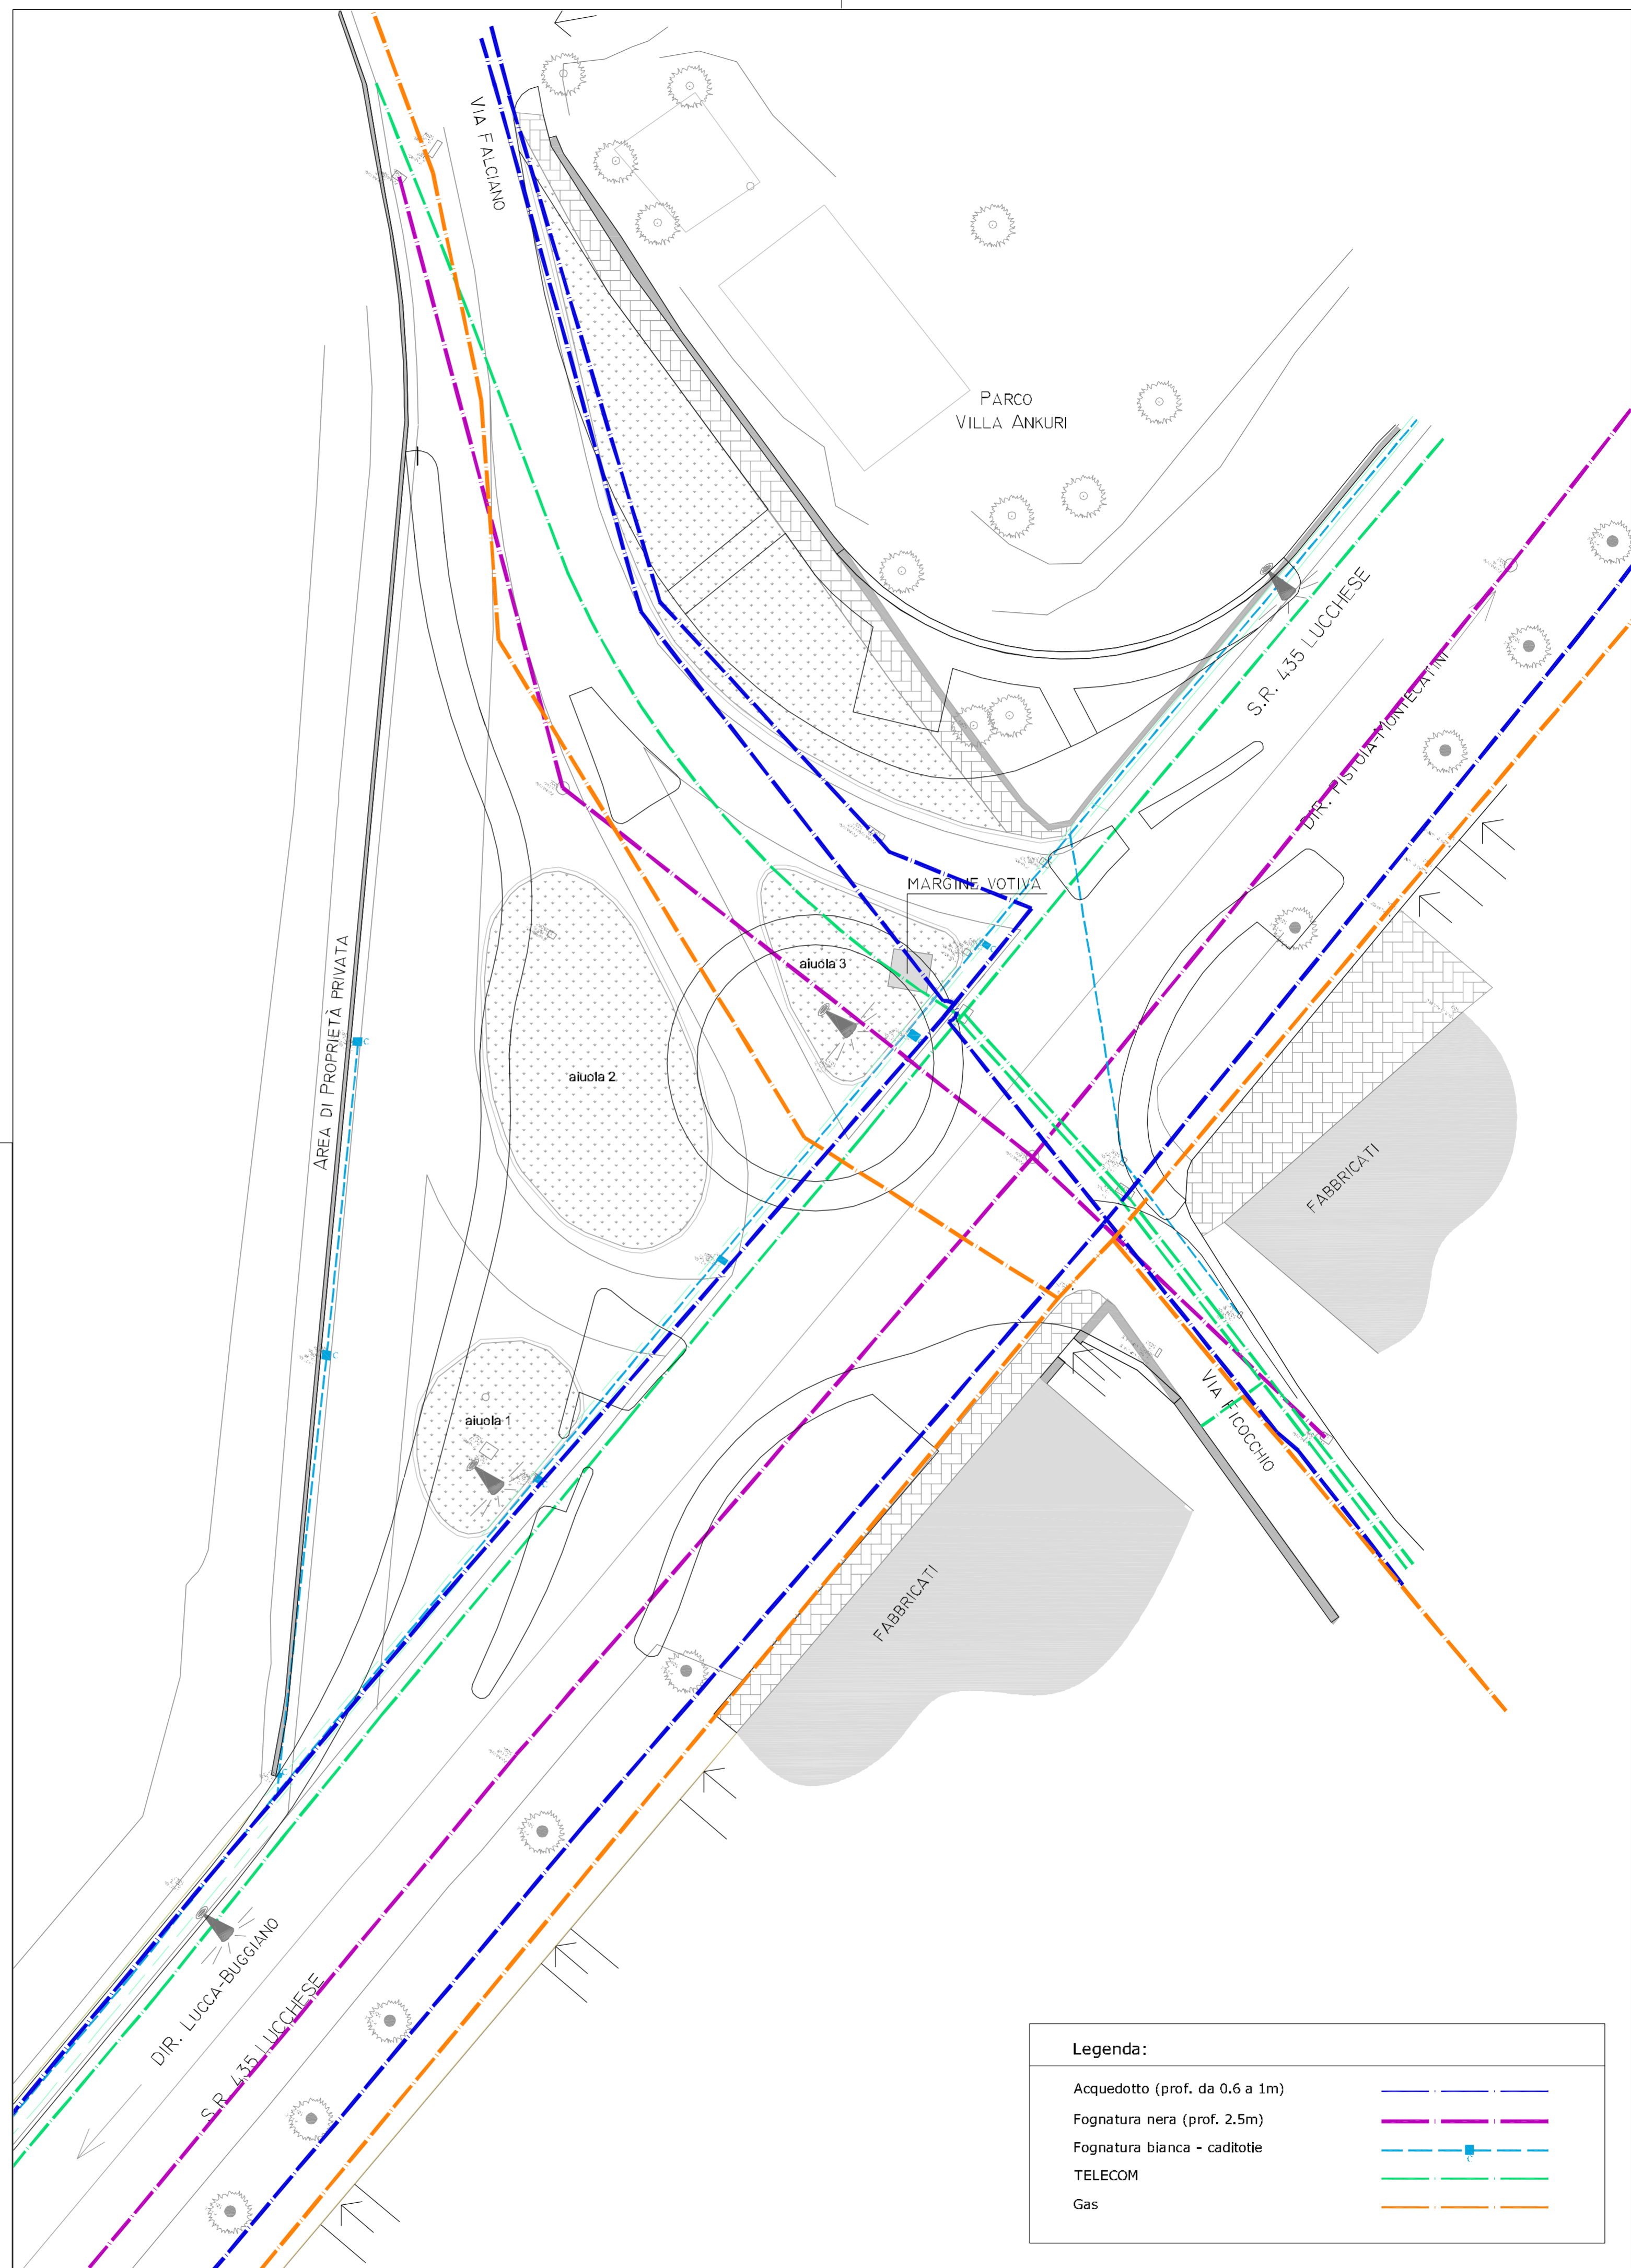 VIA FALCIANO
PARCO
VILLA ANKURI
S.R. 435 LUCCHESE
DIR. PISTOIA-MONTECATINI
MARGINE VOTIVA
aiuola 3
AREA DI PROPRIETÀ PRIVATA
C
aiuola 2
FABBRICATI
C
aiuola 1
VIA FICOCCHIO
FABBRICATI
DIR. LUCCA-BUGGIANO
S.R. 435 LUCCHESE
Legenda:
Acquedotto (prof. da 0.6 a 1m)
Fognatura nera (prof. 2.5m)
Fognatura bianca - caditotie
C
TELECOM
Gas